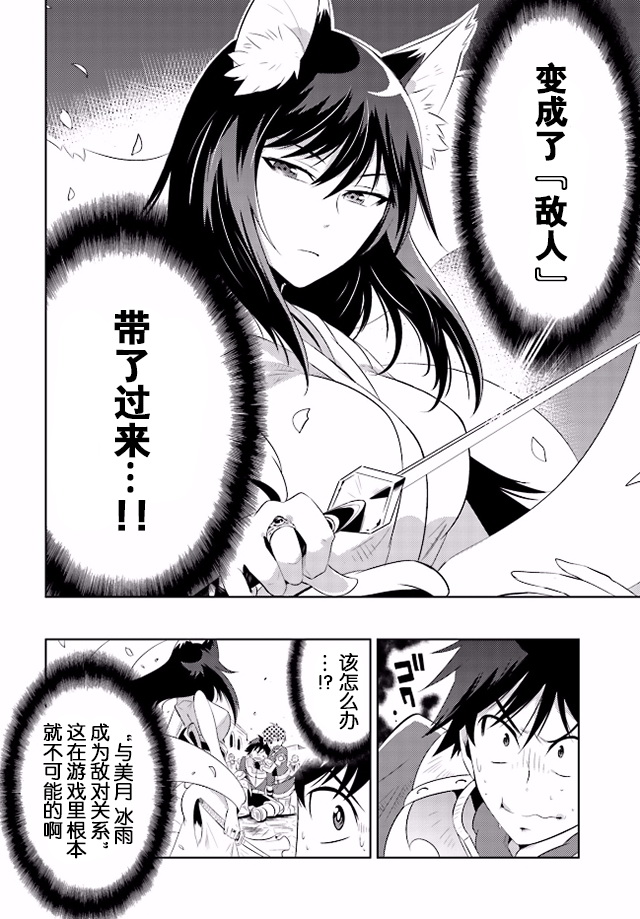 变成了『敌人』
带了过来…!!
ゴク…
该怎么办
…!?
“与美月 冰雨
成为敌对关系”
这在游戏里根本
就不可能的啊